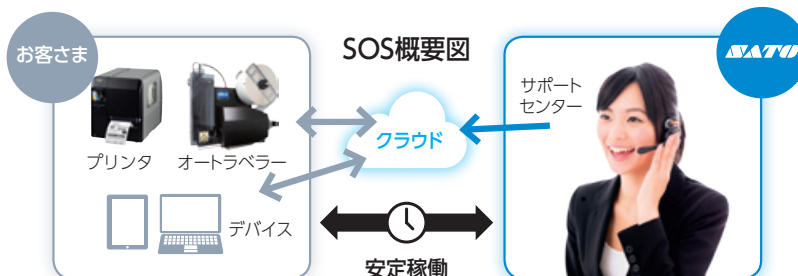 SOS概要図
お客さま
SATO
プリンタ
オートラベラー
デバイス
クラウド
サポート
センター
安定稼働